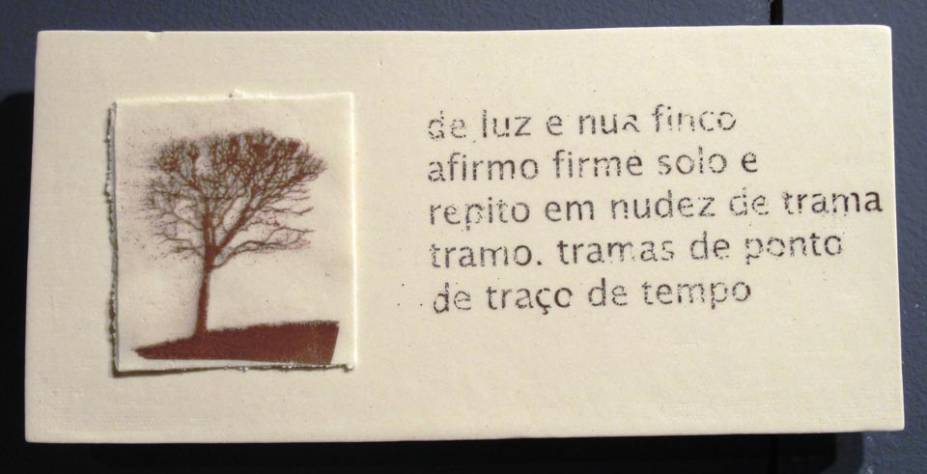 de luz e nua finco
afirmo firme solo e
repito em nudez de trama
tramo. tramas de ponto
de traço de tempo